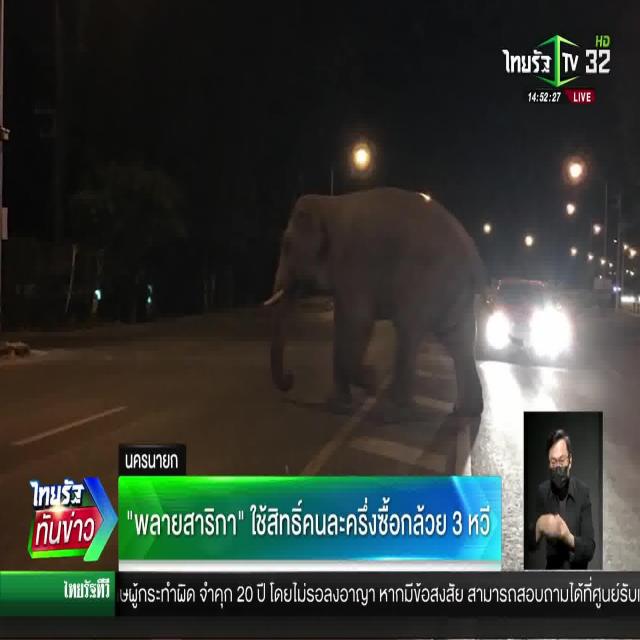 ไทยรัฐ TV 32 HD
14:52:27 LIVE
นครนายก
ไทยรัฐ
ทันข่าว
"พลายสาริกา" ใช้สิทธิ์คนละครึ่งซื้อกล้วย 3 หวี
ไทยรัฐทีวี
ผู้กระทำผิด จำคุก 20 ปี โดยไม่รอลงอาญา หากมีข้อสงสัย สามารถสอบถามได้ที่ศูนย์รับ